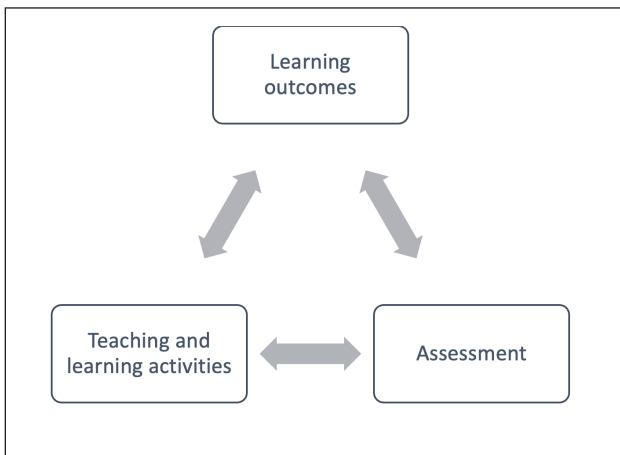 Learning
outcomes
Teaching and
learning activities
Assessment